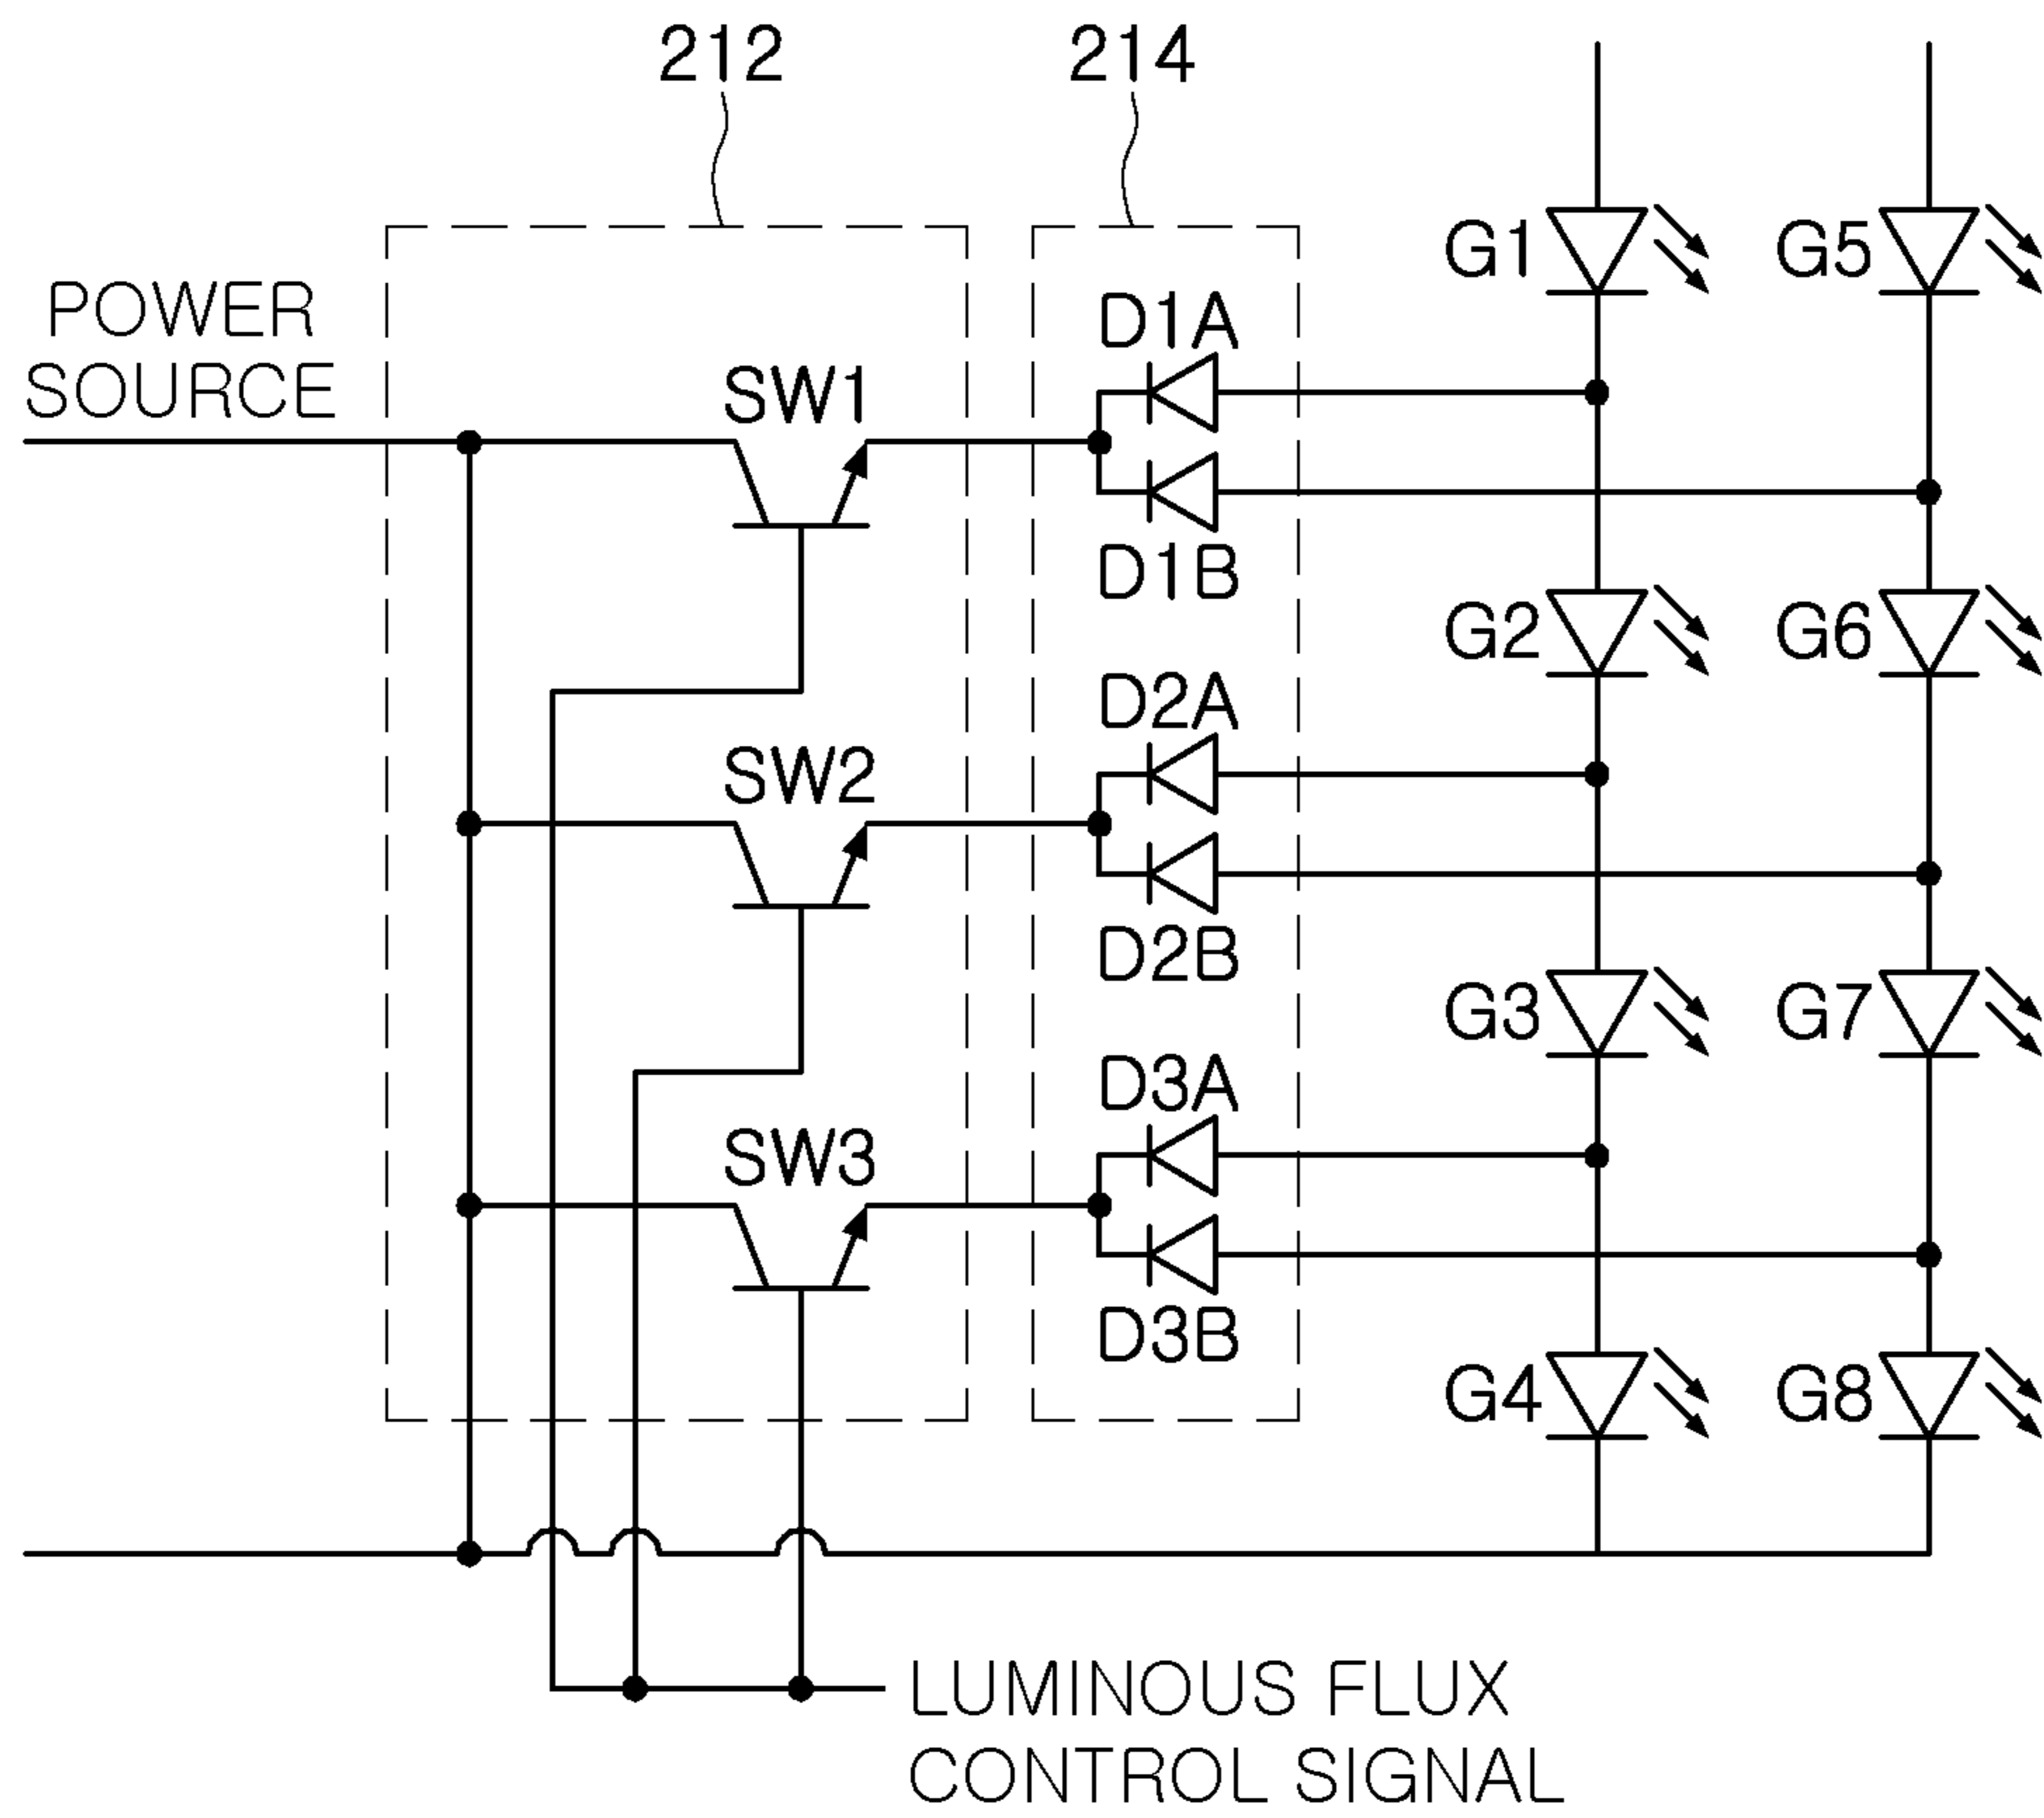 212
214
G1
G5
POWER
SOURCE
D1A
SW1
D1B
G2
G6
D2A
SW2
D2B
G3
G7
D3A
SW3
D3B
G4
G8
LUMINOUS FLUX
CONTROL SIGNAL